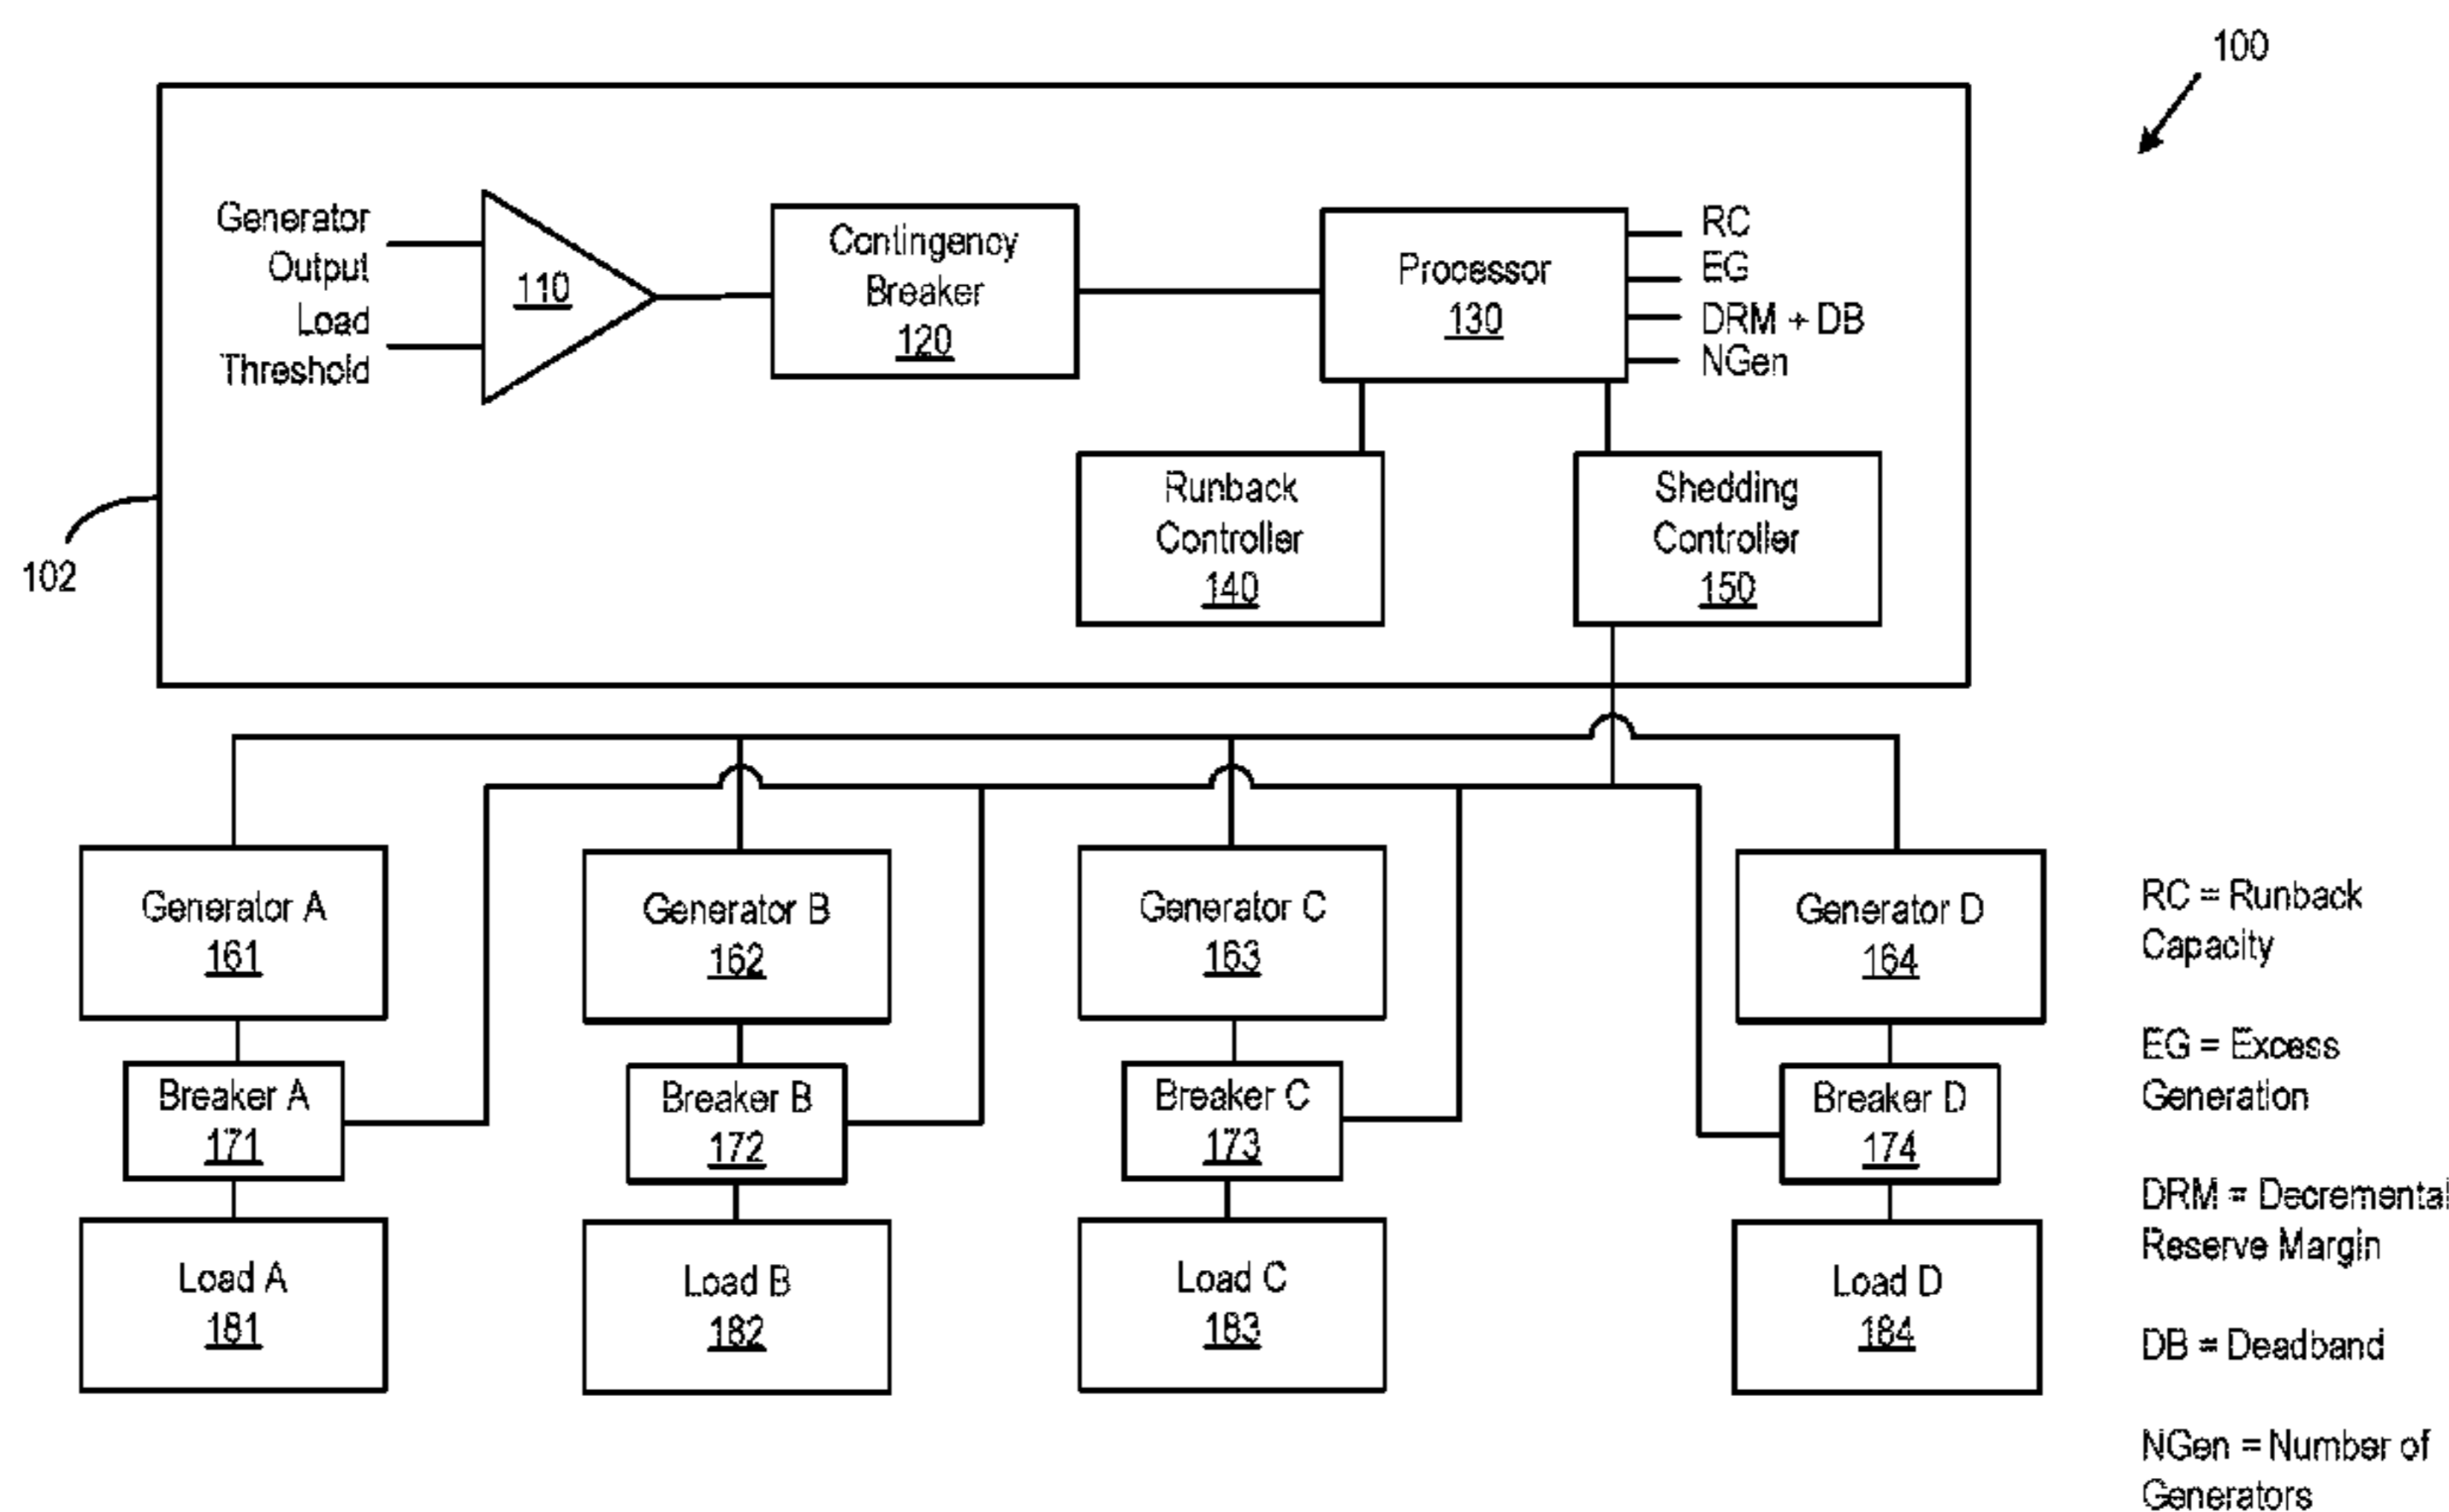 100
Generator
Output
Load
Threshold
110
Contingency
Breaker
120
Processor
130
RC
EG
DRM + DB
NGen
Runback
Controller
140
Shedding
Controller
150
102
Generator A
161
Generator B
162
Generator C
163
Generator D
164
Breaker A
171
Breaker B
172
Breaker C
173
Breaker D
174
Load A
181
Load B
182
Load C
183
Load D
184
RC = Runback
Capacity
EG = Excess
Generation
DRM = Decremental
Reserve Margin
DB = Deadband
NGen = Number of
Generators